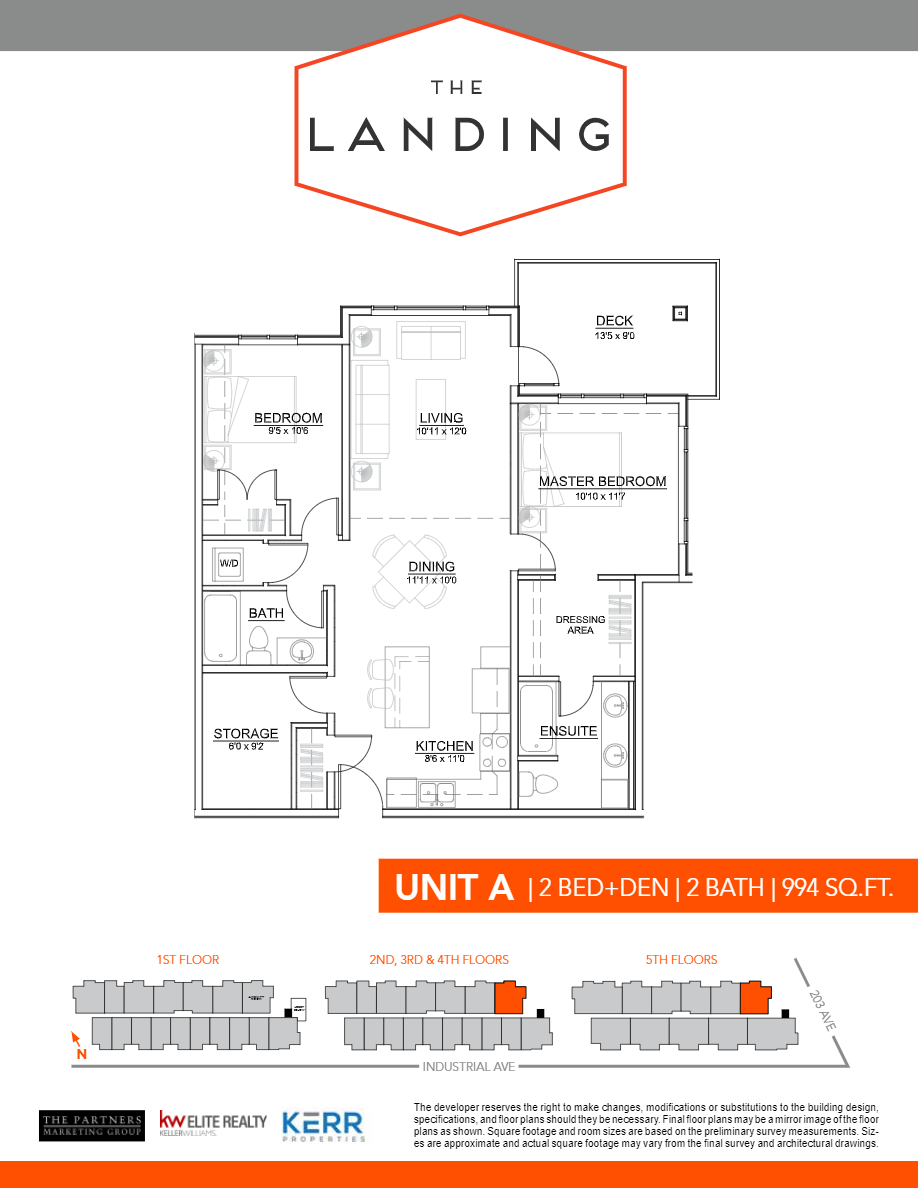 THE
LANDING
DECK
13'5 x 9'0
BEDROOM
9'5 x 10'6
LIVING
10'11 x 12'0
MASTER BEDROOM
10'10 x 11'7
W/D
DINING
11'11 x 10'0
BATH
DRESSING
AREA
STORAGE
6'0 x 9'2
ENSUITE
KITCHEN
8'6 x 11'0
UNIT A | 2 BED+DEN | 2 BATH | 994 SQ.FT.
1ST FLOOR
2ND, 3RD & 4TH FLOORS
5TH FLOORS
203 AVE
N
INDUSTRIAL AVE
THE PARTNERS
MARKETING GROUP
kw ELITE REALTY
KELLERWILLIAMS.
KERR
PROPERTIES
The developer reserves the right to make changes, modifications or substitutions to the building design,
specifications, and floor plans should they be necessary. Final floor plans may be a mirror image of the floor
plans as shown. Square footage and room sizes are based on the preliminary survey measurements. Siz-
es are approximate and actual square footage may vary from the final survey and architectural drawings.